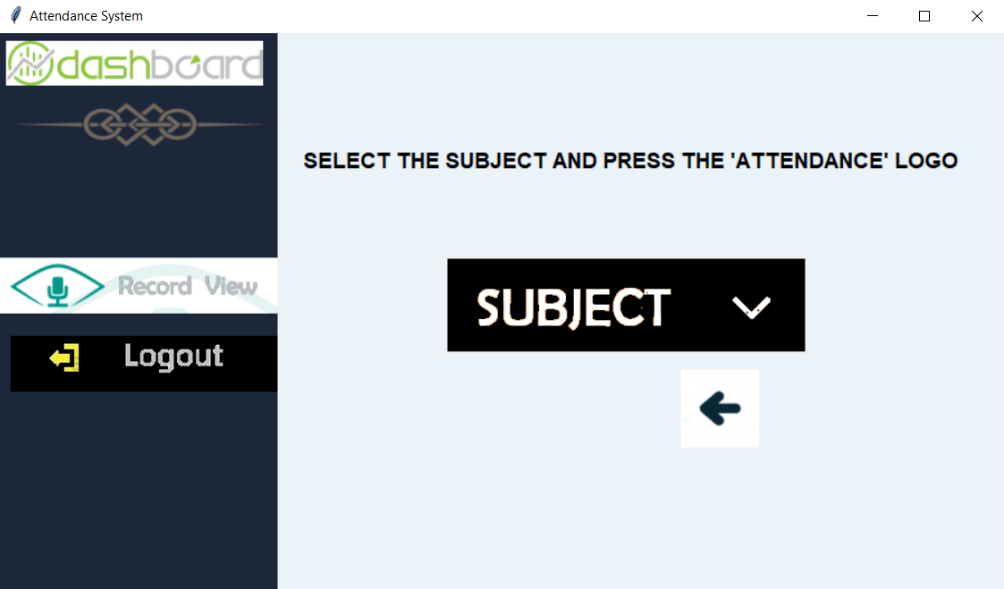 Attendance System
dashboard
Record View
Logout
SELECT THE SUBJECT AND PRESS THE 'ATTENDANCE' LOGO
SUBJECT